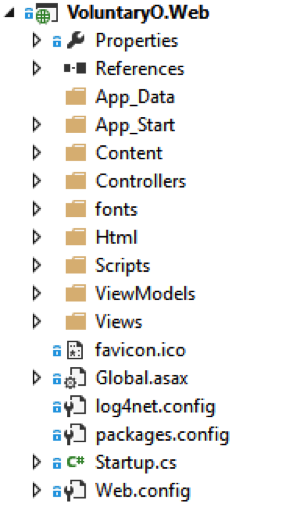 VoluntaryO.Web
Properties
References
App_Data
App_Start
Content
Controllers
fonts
Html
Scripts
ViewModels
Views
favicon.ico
Global.asax
log4net.config
packages.config
C# Startup.cs
Web.config